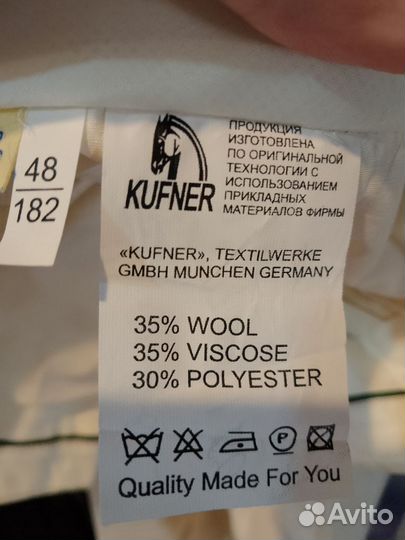 48
182
KUFNER
ПРОДУКЦИЯ
ИЗГОТОВЛЕНА
ПО ОРИГИНАЛЬНОЙ
ТЕХНОЛОГИИ С
ИСПОЛЬЗОВАНИЕМ
ПРИКЛАДНЫХ
МАТЕРИАЛОВ ФИРМЫ
«KUFNER», TEXTILWERKE
GMBH MUNCHEN GERMANY
35% WOOL
35% VISCOSE
30% POLYESTER
P
Quality Made For You
Avito